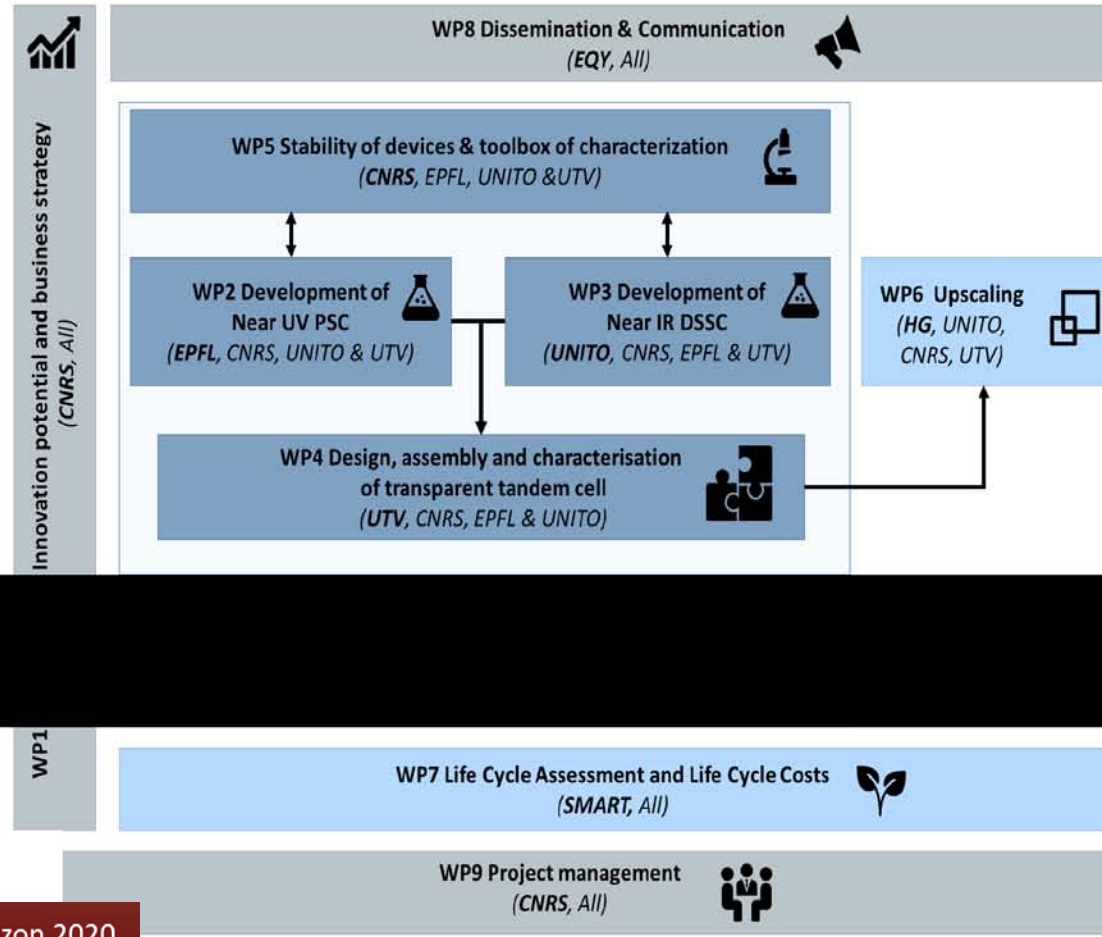 WP8 Dissemination & Communication
(EQY, All)
WP1
Innovation potential and business strategy
(CNRS, All)
WP5 Stability of devices & toolbox of characterization
(CNRS, EPFL, UNITO &UTV)
WP2 Development of
Near UV PSC
(EPFL, CNRS, UNITO & UTV)
WP3 Development of
Near IR DSSC
(UNITO, CNRS, EPFL & UTV)
WP6 Upscaling
(HG, UNITO,
CNRS, UTV)
WP4 Design, assembly and characterisation
of transparent tandem cell
(UTV, CNRS, EPFL & UNITO)
WP7 Life Cycle Assessment and Life Cycle Costs
(SMART, All)
WP9 Project management
(CNRS, All)
zon 2020